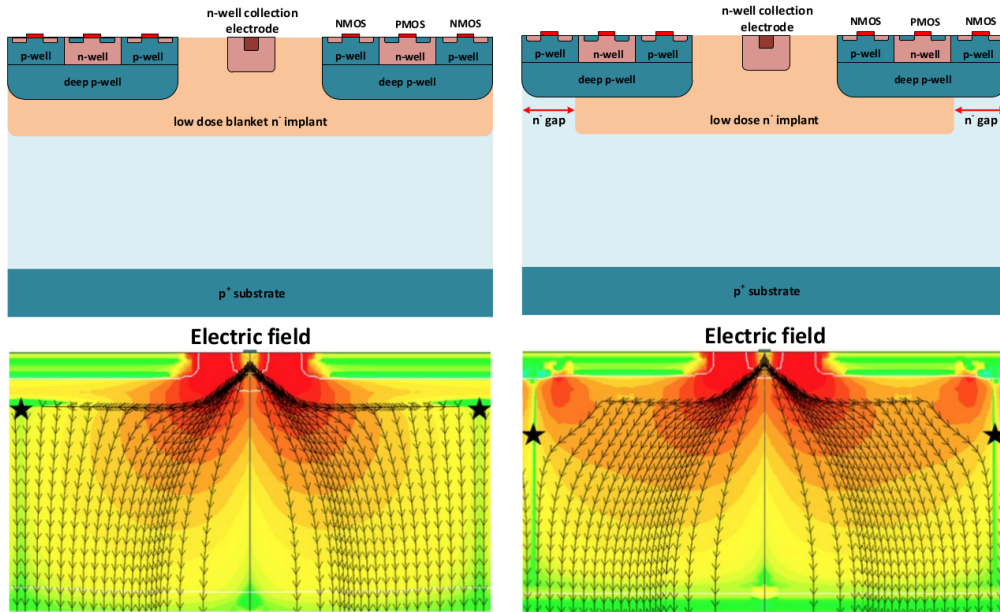 n-well collection
electrode
NMOS PMOS NMOS
p-well n-well p-well
deep p-well
p-well n-well p-well
deep p-well
low dose blanket n⁻ implant
p⁺ substrate
Electric field
n-well collection
electrode
NMOS PMOS NMOS
p-well n-well p-well
deep p-well
p-well n-well p-well
deep p-well
n⁻ gap
low dose n⁻ implant
n⁻ gap
p⁺ substrate
Electric field